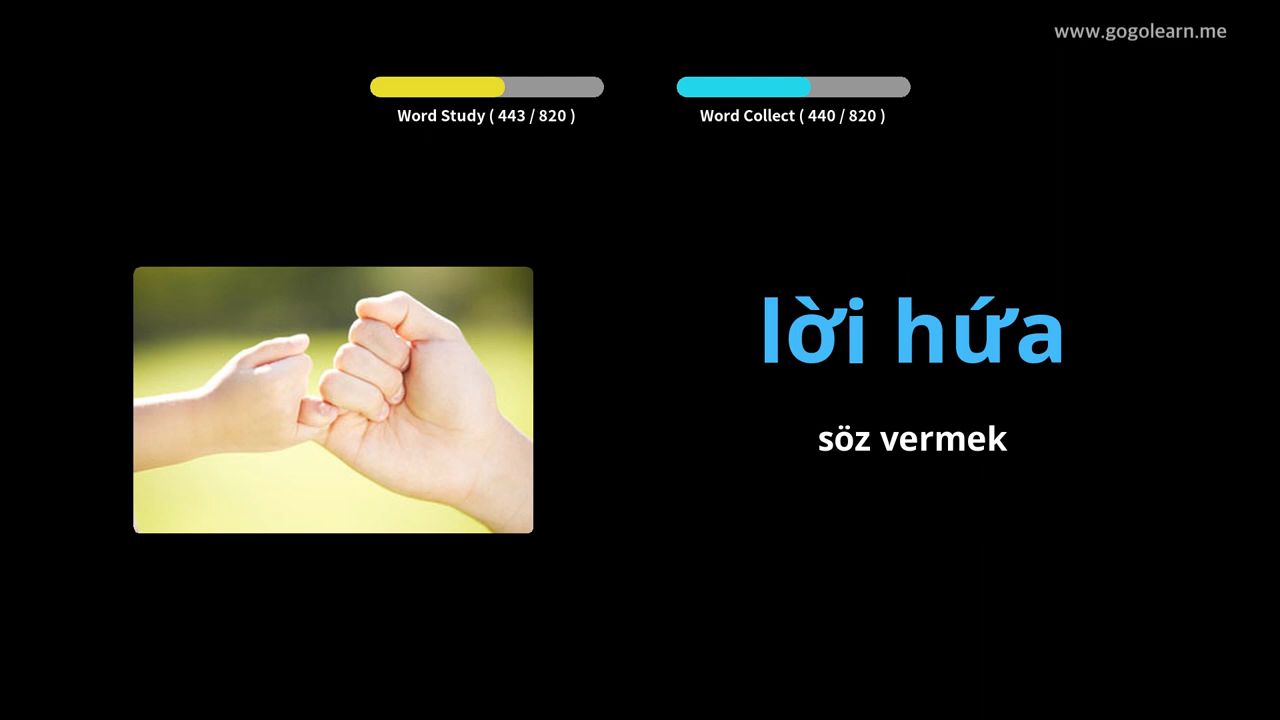 www.gogolearn.me
Word Study ( 443 / 820 )
Word Collect ( 440 / 820 )
lời hứa
söz vermek